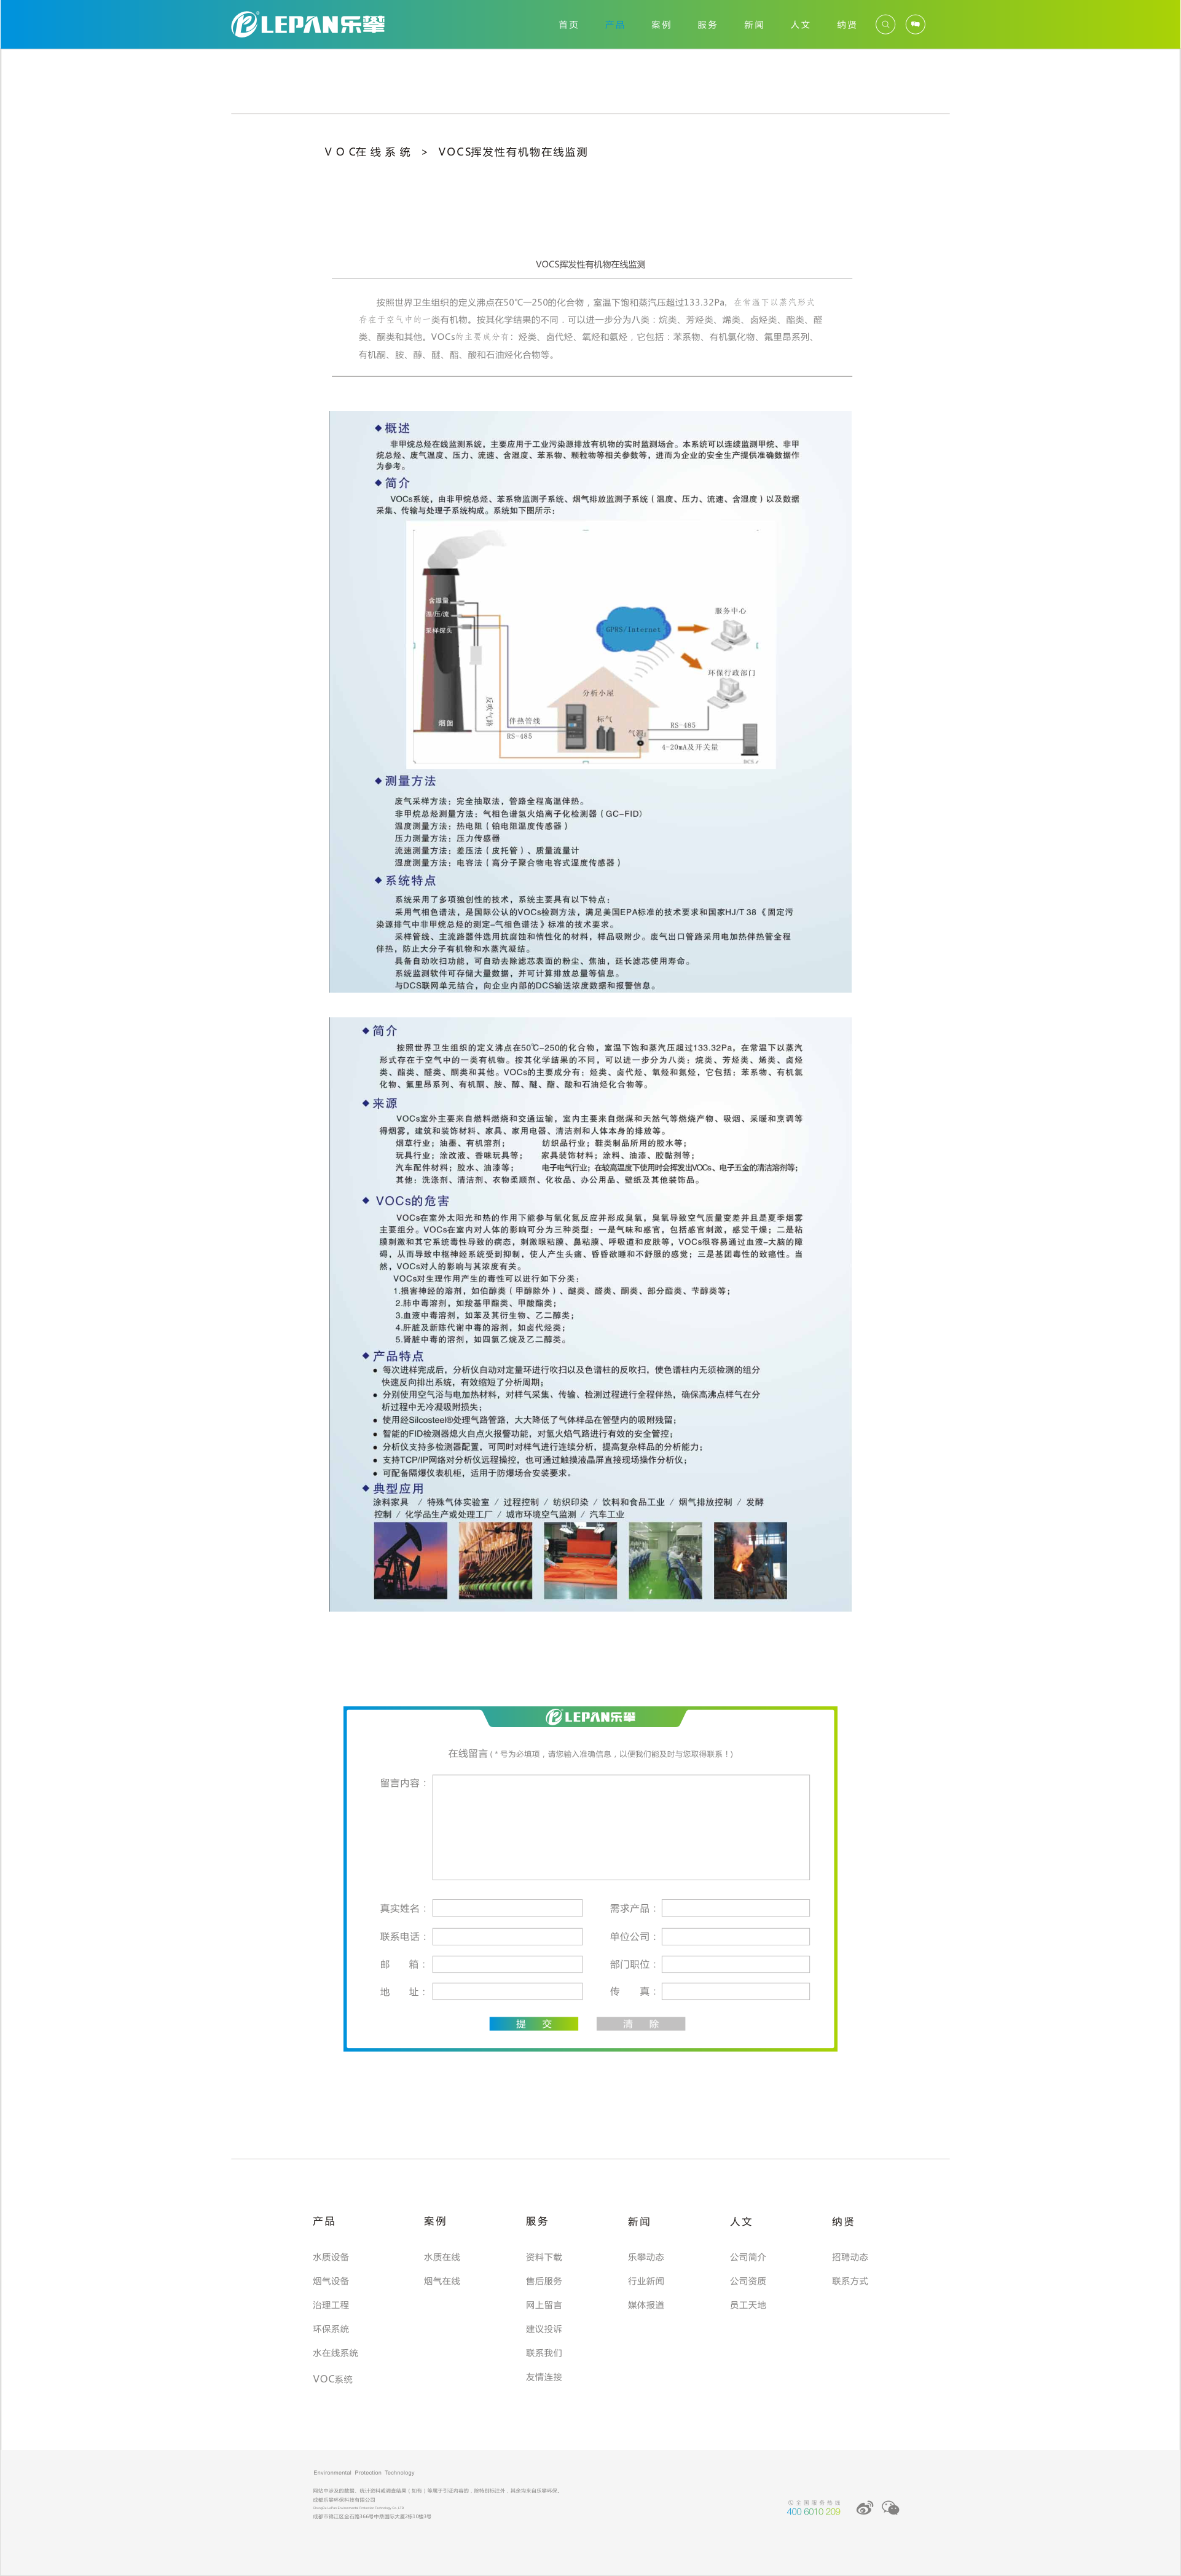 LEPAN乐攀
首页 产品 案例 服务 新闻 人文 纳贤
VOC在线系统 > VOCS挥发性有机物在线监测
VOCS挥发性有机物在线监测
按照世界卫生组织的定义沸点在50℃一250的化合物，室温下饱和蒸汽压超过133.32Pa。在常温下以蒸汽形式
存在于空气中的一类有机物。按其化学结果的不同．可以进一步分为八类：烷类、芳烃类、烯类、卤烃类、酯类、醛
类、酮类和其他。VOCs的主要成分有：烃类、卤代烃、氧烃和氨烃，它包括：苯系物、有机氯化物、氟里昂系列、
有机酮、胺、醇、醚、酯、酸和石油烃化合物等。
概述
非甲烷总烃在线监测系统，主要应用于工业污染源排放有机物的实时监测场合。本系统可以连续监测甲烷、非甲
烷总烃、废气温度、压力、流速、含湿度、苯系物、颗粒物等相关参数等，进而为企业的安全生产提供准确数据作
为参考。
简介
VOCs系统，由非甲烷总烃、苯系物监测子系统、烟气排放监测子系统（温度、压力、流速、含湿度）以及数据
采集、传输与处理子系统构成。系统如下图所示：
含湿量
温/压/流
采样探头
烟囱
反吹气路
伴热管线
RS-485
GPRS/Internet
服务中心
环保行政部门
分析小屋
标气
气源
RS-485
4-20mA及开关量
DCS
测量方法
废气采样方法：完全抽取法，管路全程高温伴热。
非甲烷总烃测量方法：气相色谱氢火焰离子化检测器（GC-FID）
温度测量方法：热电阻（铂电阻温度传感器）
压力测量方法：压力传感器
流速测量方法：差压法（皮托管）、质量流量计
湿度测量方法：电容法（高分子聚合物电容式湿度传感器）
系统特点
系统采用了多项独创性的技术，系统主要具有以下特点：
采用气相色谱法，是国际公认的VOCs检测方法，满足美国EPA标准的技术要求和国家HJ/T 38《固定污
染源排气中非甲烷总烃的测定-气相色谱法》标准的技术要求。
采样管线、主流路器件选用抗腐蚀和惰性化的材料，样品吸附少。废气出口管路采用电加热伴热管全程
伴热，防止大分子有机物和水蒸汽凝结。
具备自动吹扫功能，可自动去除滤芯表面的粉尘、焦油，延长滤芯使用寿命。
系统监测软件可存储大量数据，并可计算排放总量等信息。
与DCS联网单元结合，向企业内部的DCS输送浓度数据和报警信息。
简介
按照世界卫生组织的定义沸点在50℃-250的化合物，室温下饱和蒸汽压超过133.32Pa，在常温下以蒸汽
形式存在于空气中的一类有机物。按其化学结果的不同，可以进一步分为八类：烷类、芳烃类、烯类、卤烃
类、酯类、醛类、酮类和其他。VOCs的主要成分有：烃类、卤代烃、氧烃和氮烃，它包括：苯系物、有机氯
化物、氟里昂系列、有机酮、胺、醇、醚、酯、酸和石油烃化合物等。
来源
VOCs室外主要来自燃料燃烧和交通运输，室内主要来自燃煤和天然气等燃烧产物、吸烟、采暖和烹调等
得烟雾，建筑和装饰材料、家具、家用电器、清洁剂和人体本身的排放等。
烟草行业；油墨、有机溶剂； 纺织品行业；鞋类制品所用的胶水等；
玩具行业；涂改液、香味玩具等； 家具装饰材料；涂料、油漆、胶黏剂等；
汽车配件材料；胶水、油漆等； 电子电气行业；在较高温度下使用时会挥发出VOCs、电子五金的清洁溶剂等；
其他：洗涤剂、清洁剂、衣物柔顺剂、化妆品、办公用品、壁纸及其他装饰品。
VOCs的危害
VOCs在室外太阳光和热的作用下能参与氧化氮反应并形成臭氧，臭氧导致空气质量变差并且是夏季烟雾
主要组分。VOCs在室内对人体的影响可分为三种类型：一是气味和感官，包括感官刺激，感觉干燥；二是粘
膜刺激和其它系统毒性导致的病态，刺激眼粘膜、鼻粘膜、呼吸道和皮肤等，VOCs很容易通过血液-大脑的障
碍，从而导致中枢神经系统受到抑制，使人产生头痛、昏昏欲睡和不舒服的感觉；三是基团毒性的致癌性。当
然，VOCs对人的影响与其浓度有关。
VOCs对生理作用产生的毒性可以进行如下分类：
1.损害神经的溶剂，如伯醇类（甲醇除外）、醚类、醛类、酮类、部分酯类、苄醇类等；
2.肺中毒溶剂，如羧基甲酯类、甲酸酯类；
3.血液中毒溶剂，如苯及其衍生物、乙二醇类；
4.肝脏及新陈代谢中毒的溶剂，如卤代烃类；
5.肾脏中毒的溶剂，如四氯乙烷及乙二醇类。
产品特点
● 每次进样完成后，分析仪自动对定量环进行吹扫以及色谱柱的反吹扫，使色谱柱内无须检测的组分
快速反向排出系统，有效缩短了分析周期；
● 分别使用空气浴与电加热材料，对样气采集、传输、检测过程进行全程伴热，确保高沸点样气在分
析过程中无冷凝吸附损失；
● 使用经Silcosteel®处理气路管路，大大降低了气体样品在管壁内的吸附残留；
● 智能的FID检测器熄火自点火报警功能，对氢火焰气路进行有效的安全管控；
● 分析仪支持多检测器配置，可同时对样气进行连续分析，提高复杂样品的分析能力；
● 支持TCP/IP网络对分析仪远程操控，也可通过触摸液晶屏直接现场操作分析仪；
● 可配备隔爆仪表机柜，适用于防爆场合安装要求。
典型应用
涂料家具 / 特殊气体实验室 / 过程控制 / 纺织印染 / 饮料和食品工业 / 烟气排放控制 / 发酵
控制 / 化学品生产或处理工厂 / 城市环境空气监测 / 汽车工业
LEPAN乐攀
在线留言（ * 号为必填项，请您输入准确信息，以便我们能及时与您取得联系！）
留言内容：
真实姓名： 需求产品：
联系电话： 单位公司：
邮 箱： 部门职位：
地 址： 传 真：
提 交 清 除
产品 案例 服务 新闻 人文 纳贤
水质设备 水质在线 资料下载 乐攀动态 公司简介 招聘动态
烟气设备 烟气在线 售后服务 行业新闻 公司资质 联系方式
治理工程 网上留言 媒体报道 员工天地
环保系统 建议投诉
水在线系统 联系我们
VOC系统 友情连接
Environmental Protection Technology
网站中涉及的数据、统计资料或调查结果（如有）等属于引证内容的，除特别标注外，其余均来自乐攀环保。
成都乐攀环保科技有限公司
成都市锦江区金石路366号中祭国际大厦2栋10楼3号
全国服务热线
400 6010 209